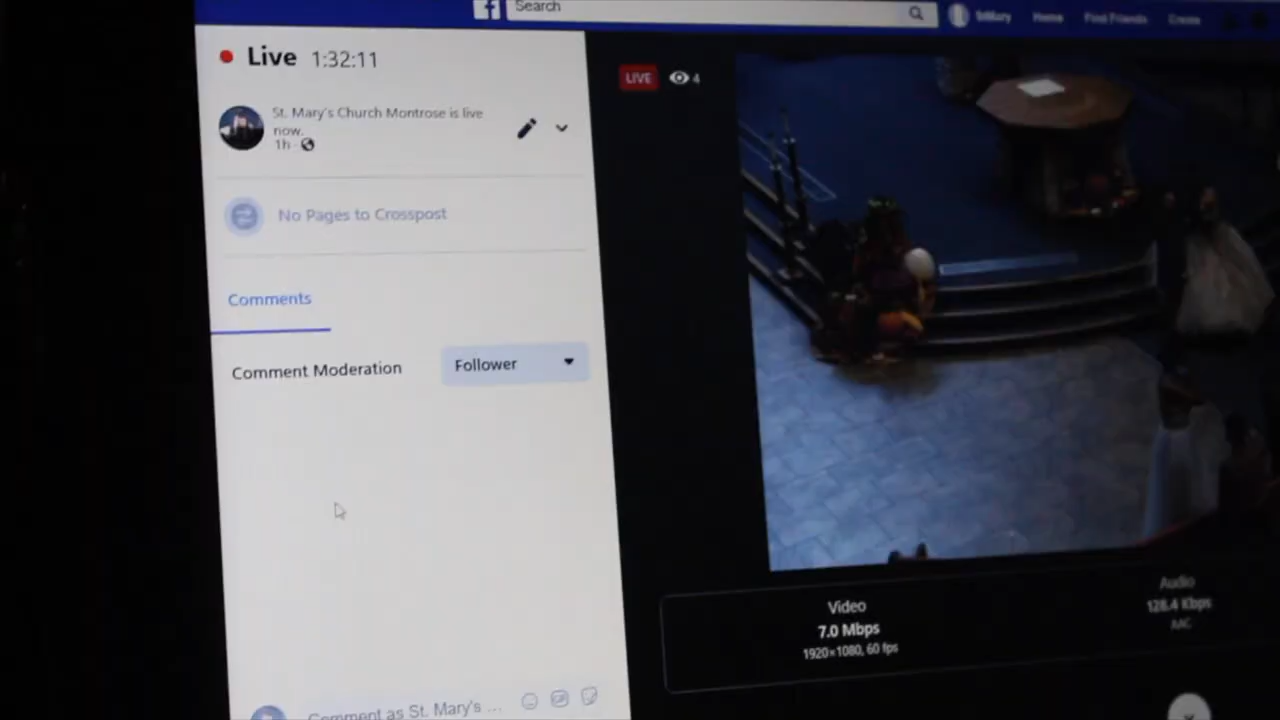 Search
StMary Home Find Friends Create
Live 1:32:11
LIVE 4
St. Mary's Church Montrose is live
now.
1h
No Pages to Crosspost
Comments
Comment Moderation Follower
Video
7.0 Mbps
1920×1080, 60 fps
Audio
128.4 Kbps
AAC
Comment as St. Mary's ...
GIF